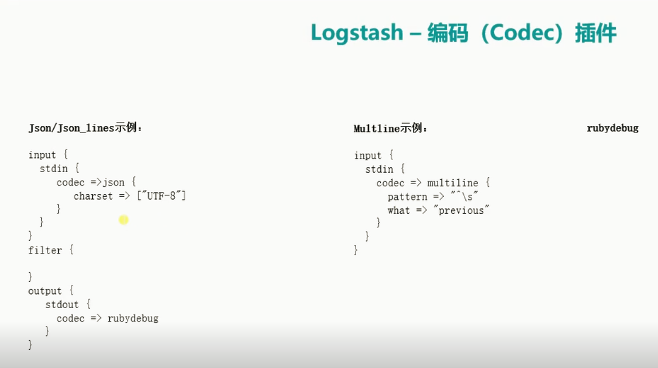 Logstash – 编码（Codec）插件
Json/Json_lines示例：
input {
stdin {
codec =>json {
charset => ["UTF-8"]
}
}
}
filter {
}
output {
stdout {
codec => rubydebug
}
}
Multline示例：
input {
stdin {
codec => multiline {
pattern => "^\s"
what => "previous"
}
}
}
rubydebug